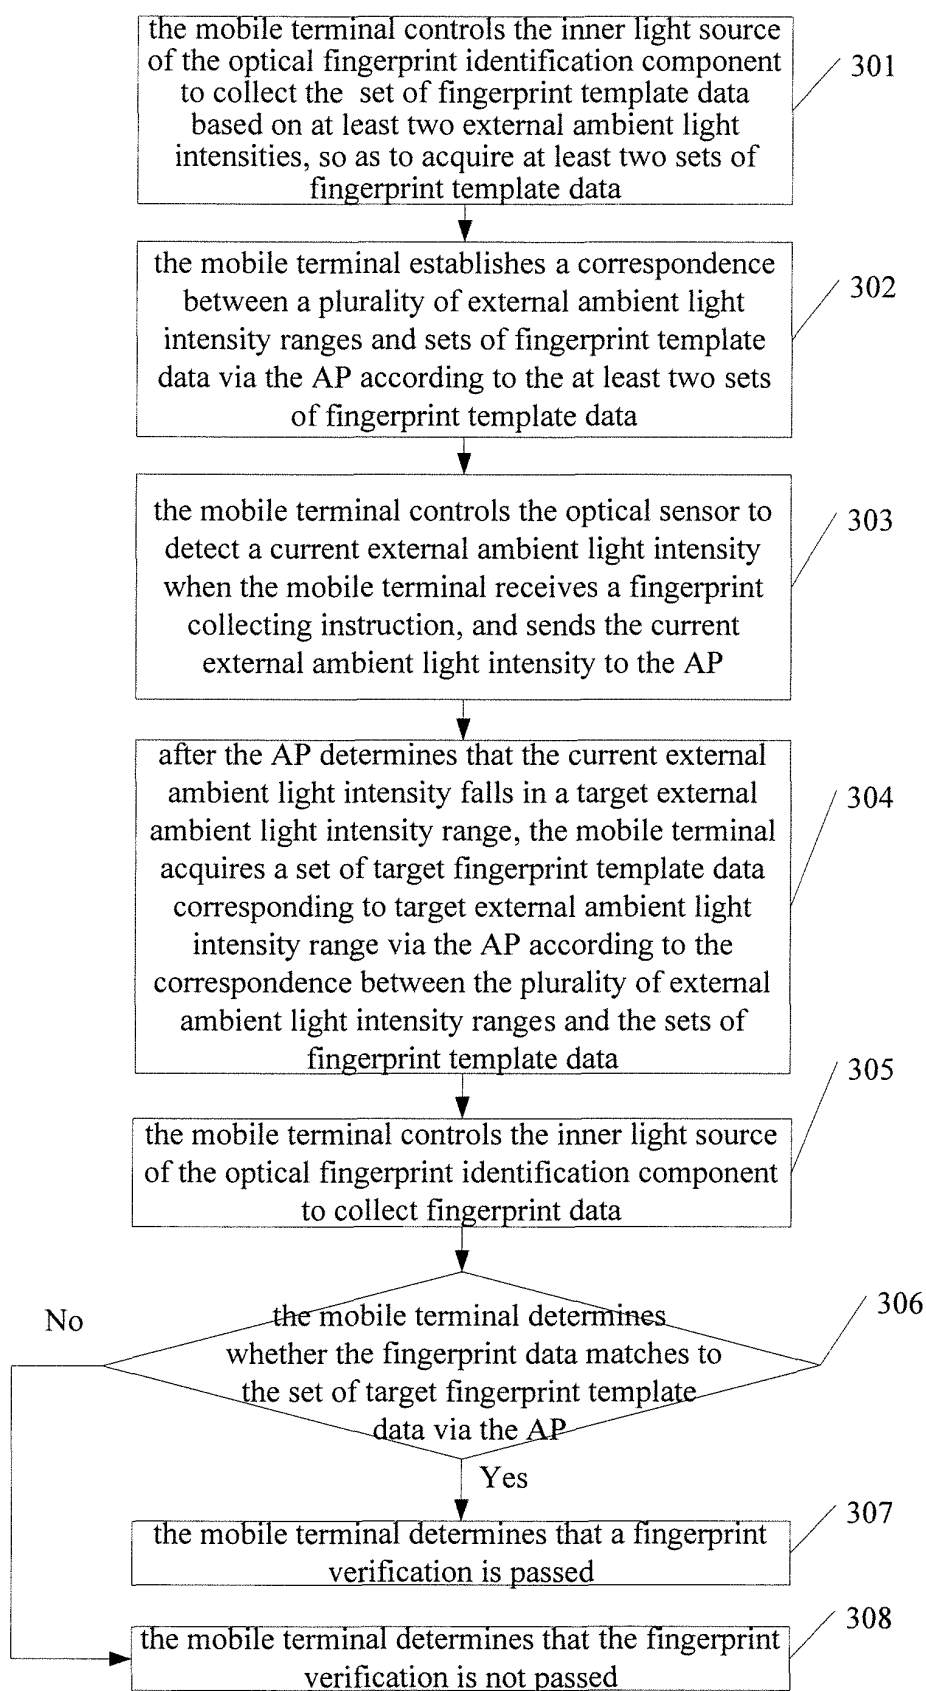 the mobile terminal controls the inner light source
of the optical fingerprint identification component
to collect the set of fingerprint template data
based on at least two external ambient light
intensities, so as to acquire at least two sets of
fingerprint template data
301
the mobile terminal establishes a correspondence
between a plurality of external ambient light
intensity ranges and sets of fingerprint template
data via the AP according to the at least two sets
of fingerprint template data
302
the mobile terminal controls the optical sensor to
detect a current external ambient light intensity
when the mobile terminal receives a fingerprint
collecting instruction, and sends the current
external ambient light intensity to the AP
303
after the AP determines that the current external
ambient light intensity falls in a target external
ambient light intensity range, the mobile terminal
acquires a set of target fingerprint template data
corresponding to target external ambient light
intensity range via the AP according to the
correspondence between the plurality of external
ambient light intensity ranges and the sets of
fingerprint template data
304
the mobile terminal controls the inner light source
of the optical fingerprint identification component
to collect fingerprint data
305
the mobile terminal determines
whether the fingerprint data matches to
the set of target fingerprint template
data via the AP
306
No
Yes
the mobile terminal determines that a fingerprint
verification is passed
307
the mobile terminal determines that the fingerprint
verification is not passed
308